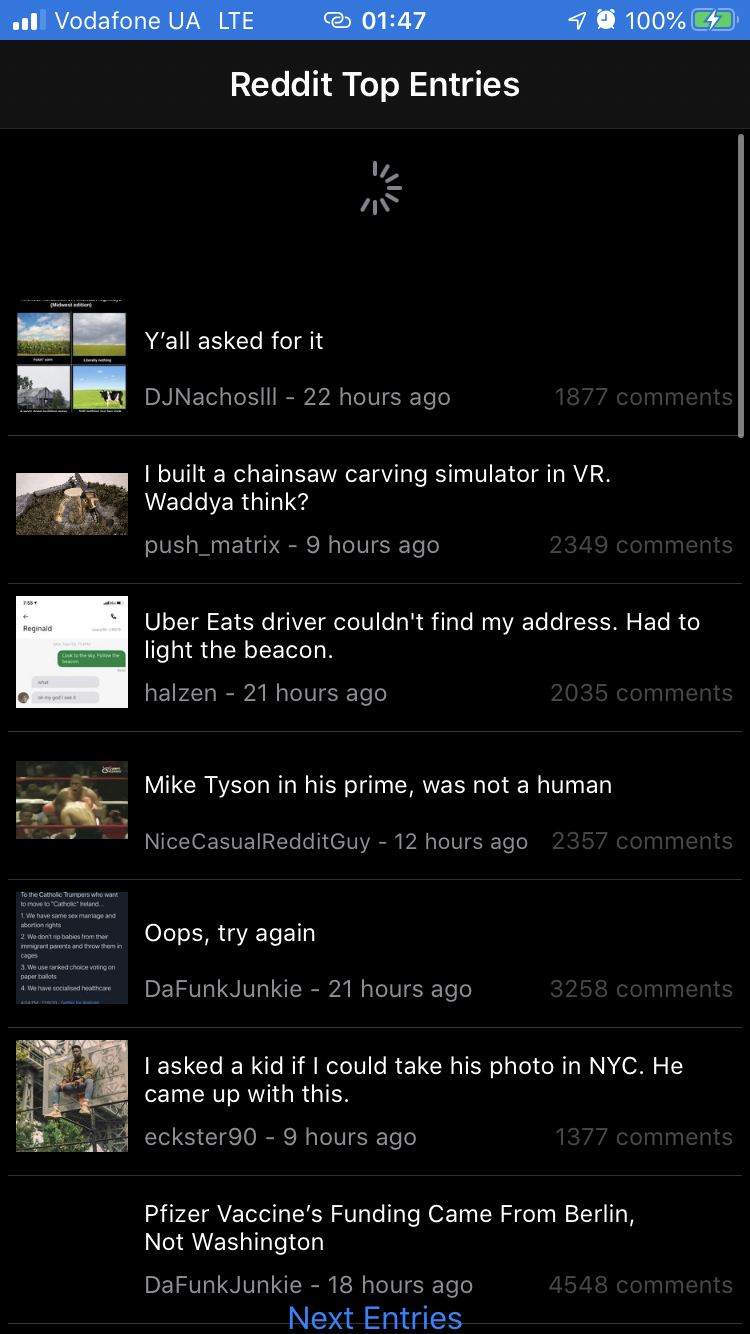 Vodafone UA LTE 01:47 100%
Reddit Top Entries
(Midwest edition)
Literally nothing
Y’all asked for it
DJNachoslll - 22 hours ago 1877 comments
I built a chainsaw carving simulator in VR.
Waddya think?
push_matrix - 9 hours ago 2349 comments
7:55
Reginald
Look to the sky. Follow the
beacon.
what
oh my god I see it
Uber Eats driver couldn't find my address. Had to
light the beacon.
halzen - 21 hours ago 2035 comments
Mike Tyson in his prime, was not a human
NiceCasualRedditGuy - 12 hours ago 2357 comments
To the Catholic Trumpers who want
to move to "Catholic" Ireland...
1. We have same sex marriage and
abortion rights
2. We don't rip babies from their
immigrant parents and throw them in
cages
3. We use ranked choice voting on
paper ballots
4. We have socialised healthcare
Oops, try again
DaFunkJunkie - 21 hours ago 3258 comments
I asked a kid if I could take his photo in NYC. He
came up with this.
eckster90 - 9 hours ago 1377 comments
Pfizer Vaccine’s Funding Came From Berlin,
Not Washington
DaFunkJunkie - 18 hours ago 4548 comments
Next Entries